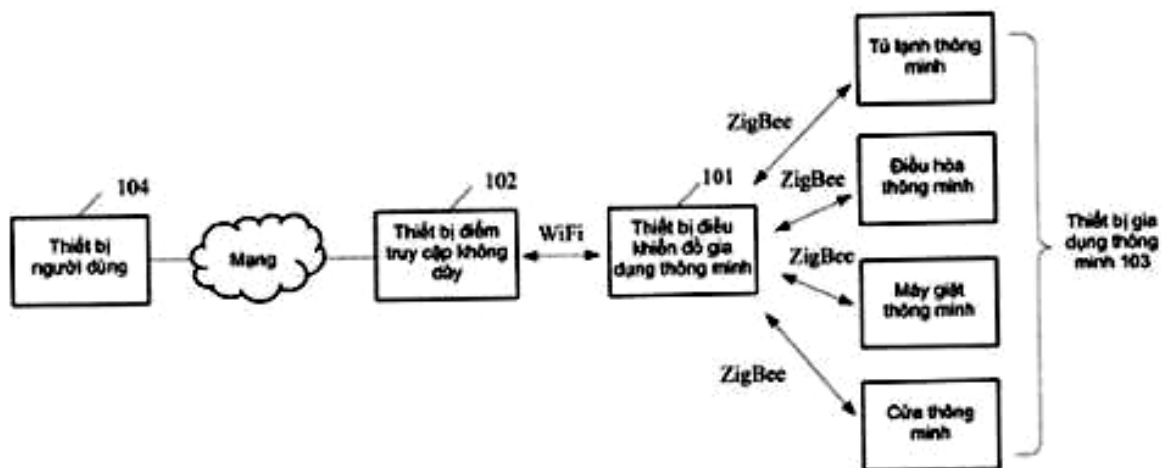 104
Thiết bị
người dùng
Mạng
102
Thiết bị điểm
truy cập không
dây
WiFi
101
Thiết bị điều
khiển đồ gia
dụng thông minh
ZigBee
Tủ lạnh thông
minh
ZigBee
Điều hòa
thông minh
ZigBee
Máy giặt
thông minh
ZigBee
Cửa thông
minh
Thiết bị gia
dụng thông
minh 103